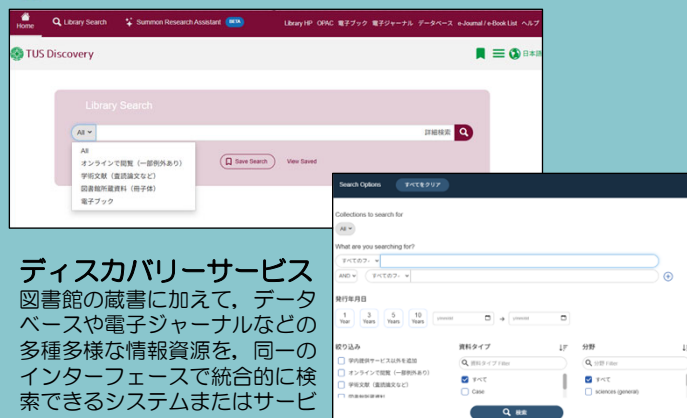 Home
Library Search
Summon Research Assistant BETA
Library HP OPAC 電子ブック 電子ジャーナル データベース e-Journal / e-Book List ヘルプ
TUS Discovery
日本語
Library Search
All
詳細検索
All
オンラインで閲覧（一部例外あり）
学術文献（査読論文など）
図書館所蔵資料（冊子体）
電子ブック
Save Search View Saved
Search Options すべてをクリア
Collections to search for
All
What are you searching for?
すべてのフ-
AND すべてのフ-
発行年月日
1 Year 3 Years 5 Years 10 Years
絞り込み 資料タイプ 分野
学内提供サービス以外を追加
オンラインで閲覧（一部例外あり）
学術文献（査読論文など）
資料タイプ Filter
すべて
Case
分野 Filter
すべて
sciences (general)
検索
ディスカバリーサービス
図書館の蔵書に加えて，データ
ベースや電子ジャーナルなどの
多種多様な情報資源を，同一の
インターフェースで統合的に検
索できるシステムまたはサービ